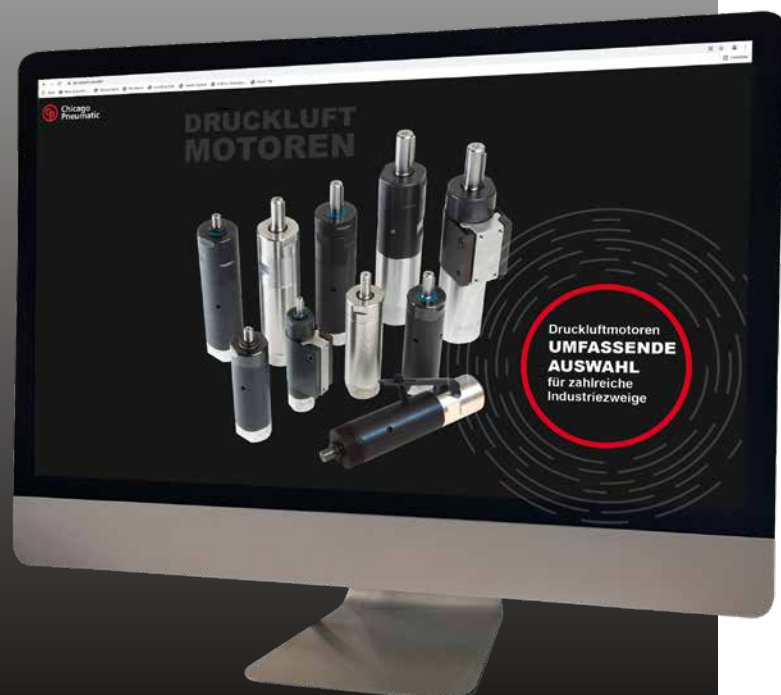 Chicago
Pneumatic
DRUCKLUFT
MOTOREN
Druckluftmotoren
UMFASSENDE
AUSWAHL
für zahlreiche
Industriezweige